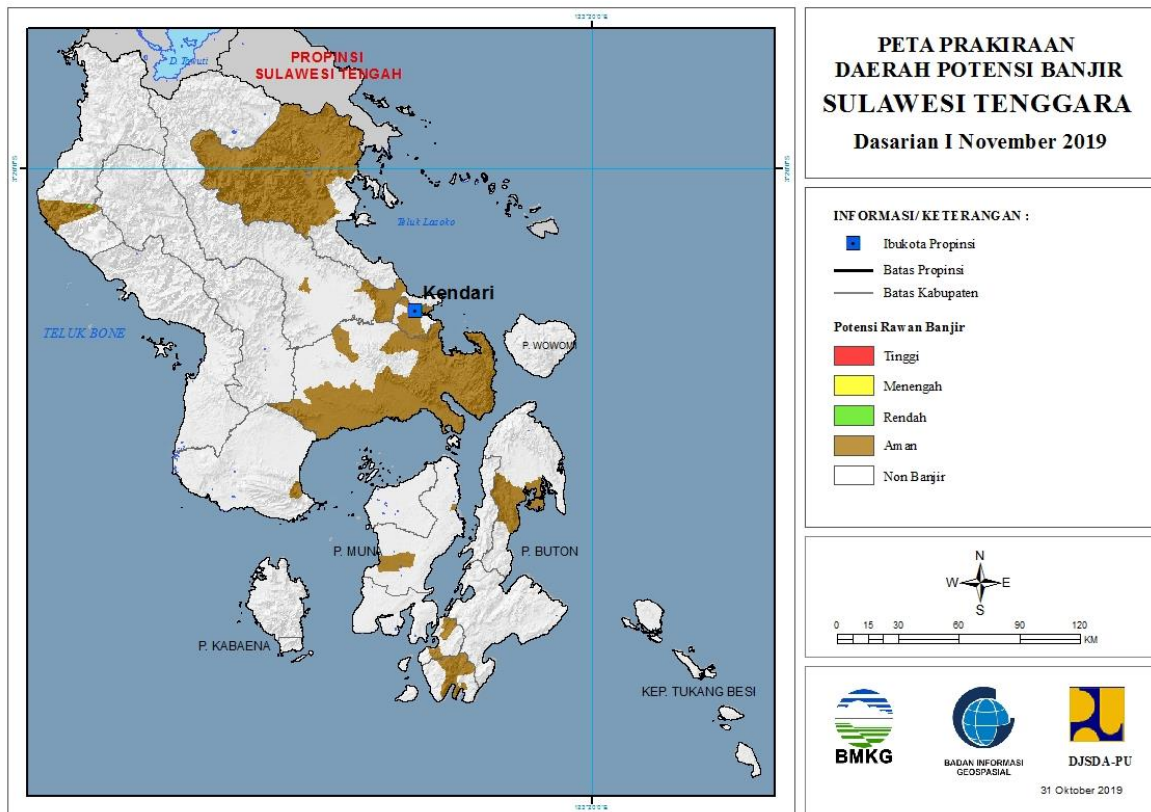 PETA PRAKIRAAN
DAERAH POTENSI BANJIR
SULAWESI TENGGARA
Dasarian I November 2019
INFORMASI/ KETERANGAN :
Ibukota Propinsi
Batas Propinsi
Batas Kabupaten
Potensi Rawan Banjir
Tinggi
Menengah
Rendah
Aman
Non Banjir
N
W E
S
0 15 30 60 90 120
KM
BMKG
BADAN INFORMASI
GEOSPASIAL
DJSDA-PU
31 Oktober 2019
PROPINSI
SULAWESI TENGAH
Teluk Lasoko
Kendari
TELUK BONE
P. WOWONI
P. MUNA
P. BUTON
P. KABAENA
KEP. TUKANG BESI